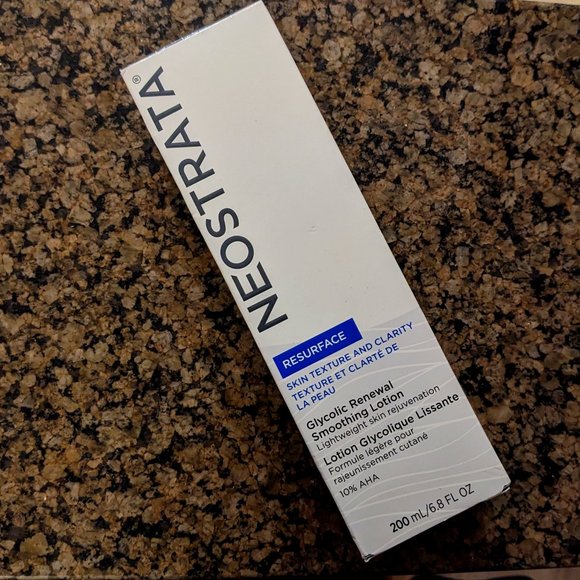 NEOSTRATA®
RESURFACE
SKIN TEXTURE AND CLARITY
TEXTURE ET CLARTÉ DE
LA PEAU
Glycolic Renewal
Smoothing Lotion
Lightweight skin rejuvenation
Lotion Glycolique Lissante
Formule légère pour
rajeunissement cutané
10% AHA
200 mL/6.8 FL OZ